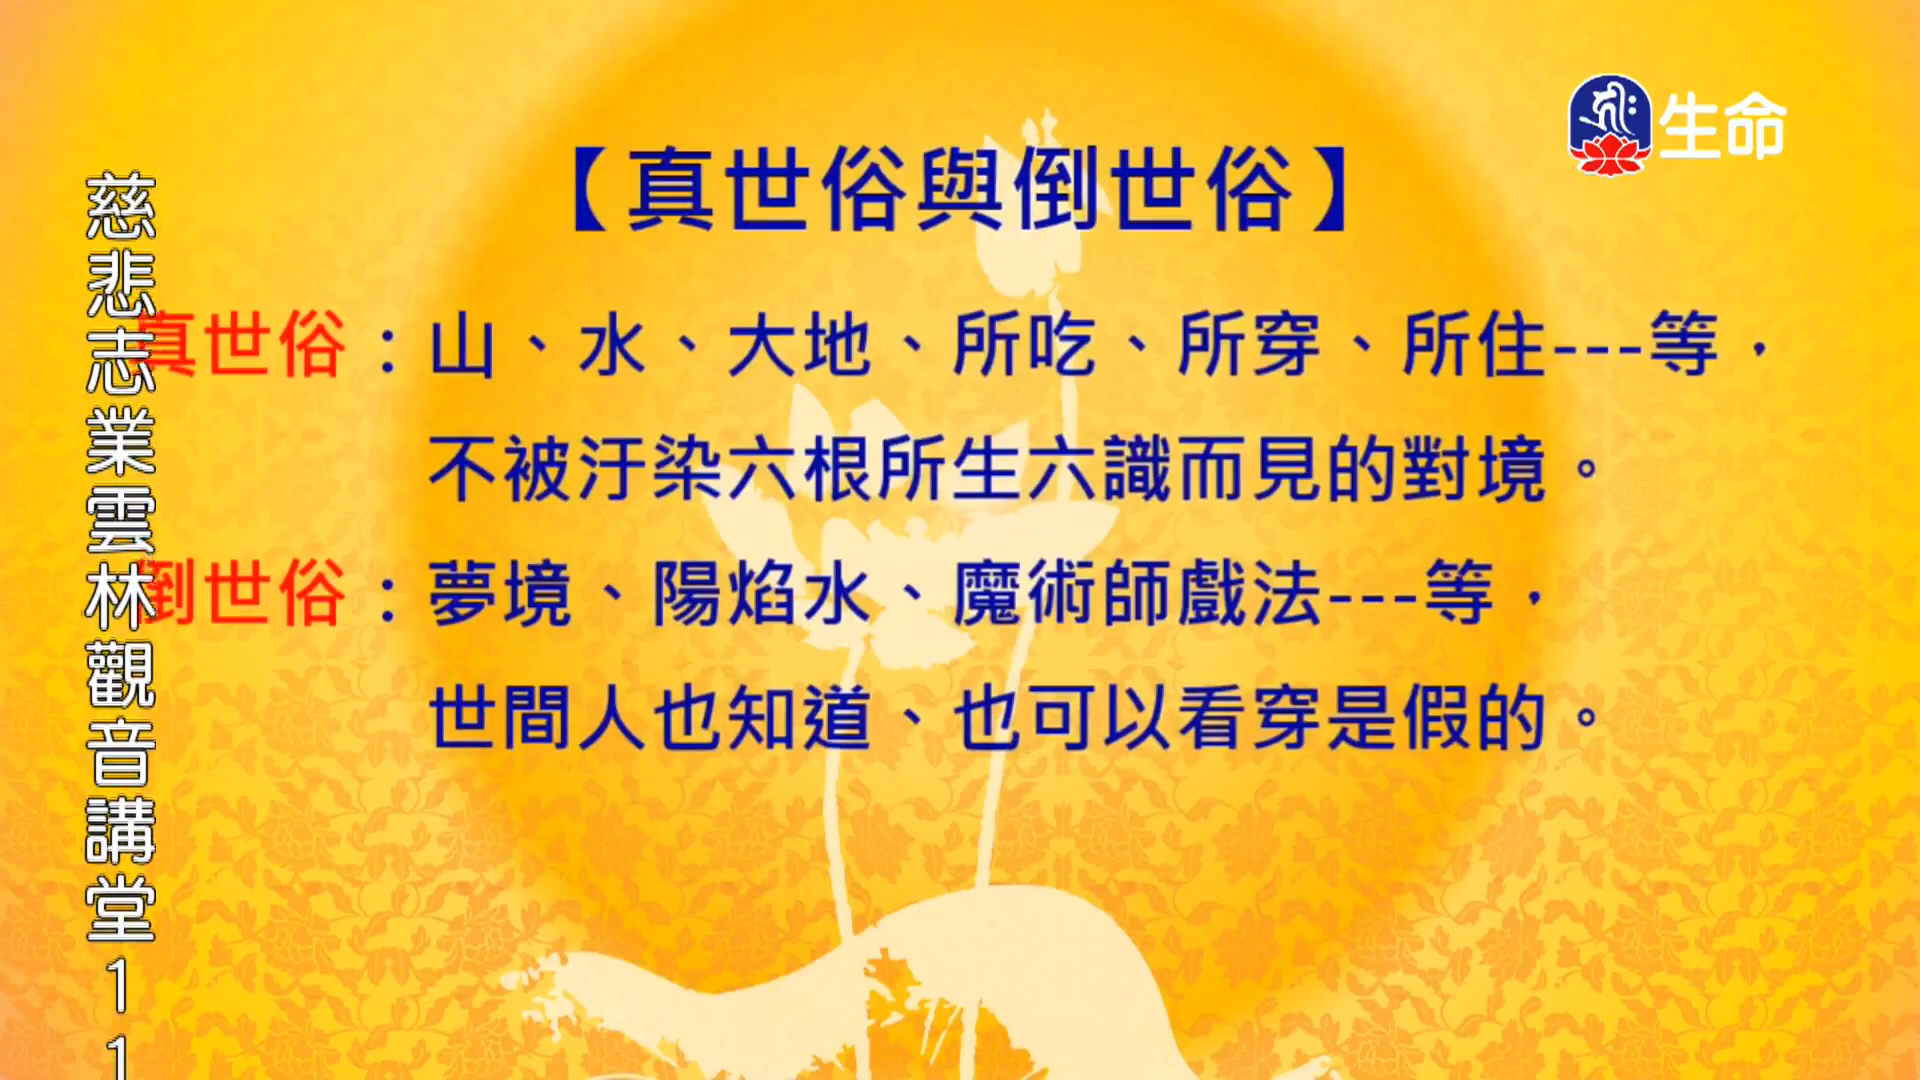 生命
【真世俗與倒世俗】
真世俗：山、水、大地、所吃、所穿、所住---等，
不被汙染六根所生六識而見的對境。
倒世俗：夢境、陽焰水、魔術師戲法---等，
世間人也知道、也可以看穿是假的。
慈悲志業雲林觀音講堂11